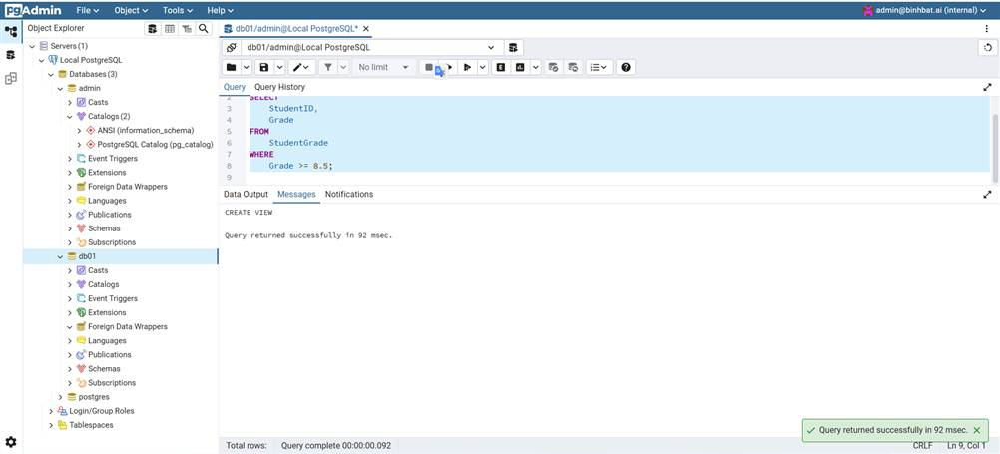 pgAdmin File Object Tools Help admin@binhbat.ai (internal)
Object Explorer
db01/admin@Local PostgreSQL*
Servers (1)
Local PostgreSQL
Databases (3)
admin
Casts
Catalogs (2)
ANSI (information_schema)
PostgreSQL Catalog (pg_catalog)
Event Triggers
Extensions
Foreign Data Wrappers
Languages
Publications
Schemas
Subscriptions
db01
Casts
Catalogs
Event Triggers
Extensions
Foreign Data Wrappers
Languages
Publications
Schemas
Subscriptions
postgres
Login/Group Roles
Tablespaces
db01/admin@Local PostgreSQL
No limit
Query Query History
2 SELECT
3 StudentID,
4 Grade
5 FROM
6 StudentGrade
7 WHERE
8 Grade >= 8.5;
9
Data Output Messages Notifications
CREATE VIEW
Query returned successfully in 92 msec.
Query returned successfully in 92 msec.
Total rows: Query complete 00:00:00.092 CRLF Ln 9, Col 1